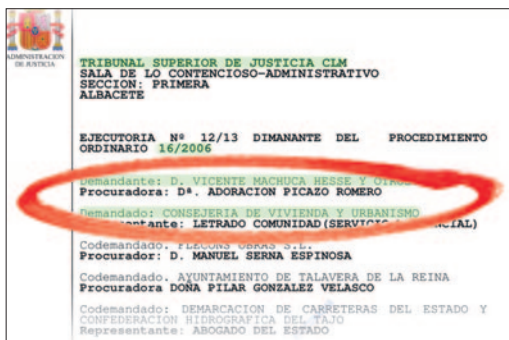 ADMINISTRACION
DE JUSTICIA
TRIBUNAL SUPERIOR DE JUSTICIA CLM
SALA DE LO CONTENCIOSO-ADMINISTRATIVO
SECCION: PRIMERA
ALBACETE
EJECUTORIA Nº 12/13 DIMANANTE DEL PROCEDIMIENTO
ORDINARIO 16/2006
Demandante: D. VICENTE MACHUCA HESSE Y OTROS
Procuradora: Dª. ADORACION PICAZO ROMERO
Demandado: CONSEJERIA DE VIVIENDA Y URBANISMO
LETRADO COMUNIDAD(SERVICIO
Codemandado. FLECONS OBRAS S.L.
Procurador: D. MANUEL SERNA ESPINOSA
Codemandado. AYUNTAMIENTO DE TALAVERA DE LA REINA
Procuradora DOÑA PILAR GONZALEZ VELASCO
Codemandado: DEMARCACION DE CARRETERAS DEL ESTADO Y
CONFEDERACION HIDROGRAFICA DEL TAJO
Representante: ABOGADO DEL ESTADO